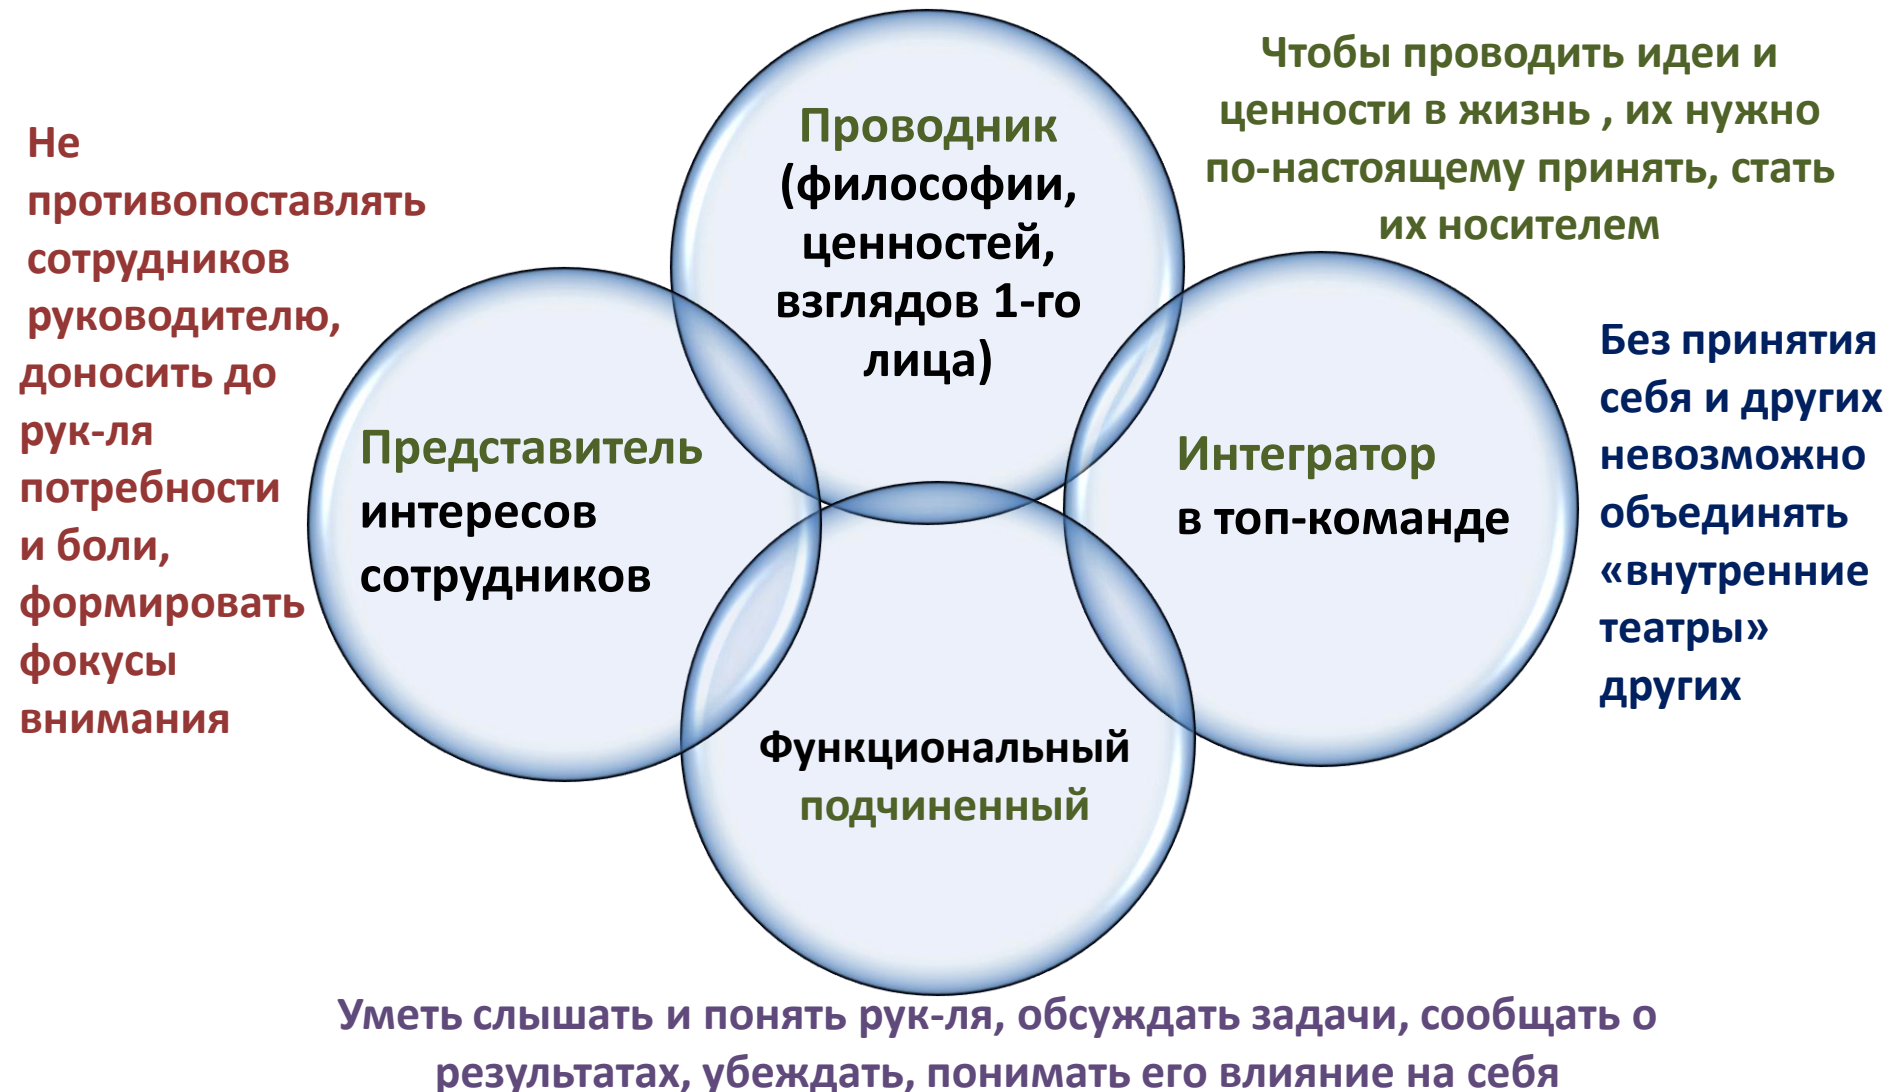 Чтобы проводить идеи и
ценности в жизнь , их нужно
по-настоящему принять, стать
их носителем
Проводник
(философии,
ценностей,
взглядов 1-го
лица)
Не
противопоставлять
сотрудников
руководителю,
доносить до
рук-ля
потребности
и боли,
формировать
фокусы
внимания
Представитель
интересов
сотрудников
Интегратор
в топ-команде
Без принятия
себя и других
невозможно
объединять
«внутренние
театры»
других
Функциональный
подчиненный
Уметь слышать и понять рук-ля, обсуждать задачи, сообщать о
результатах, убеждать, понимать его влияние на себя